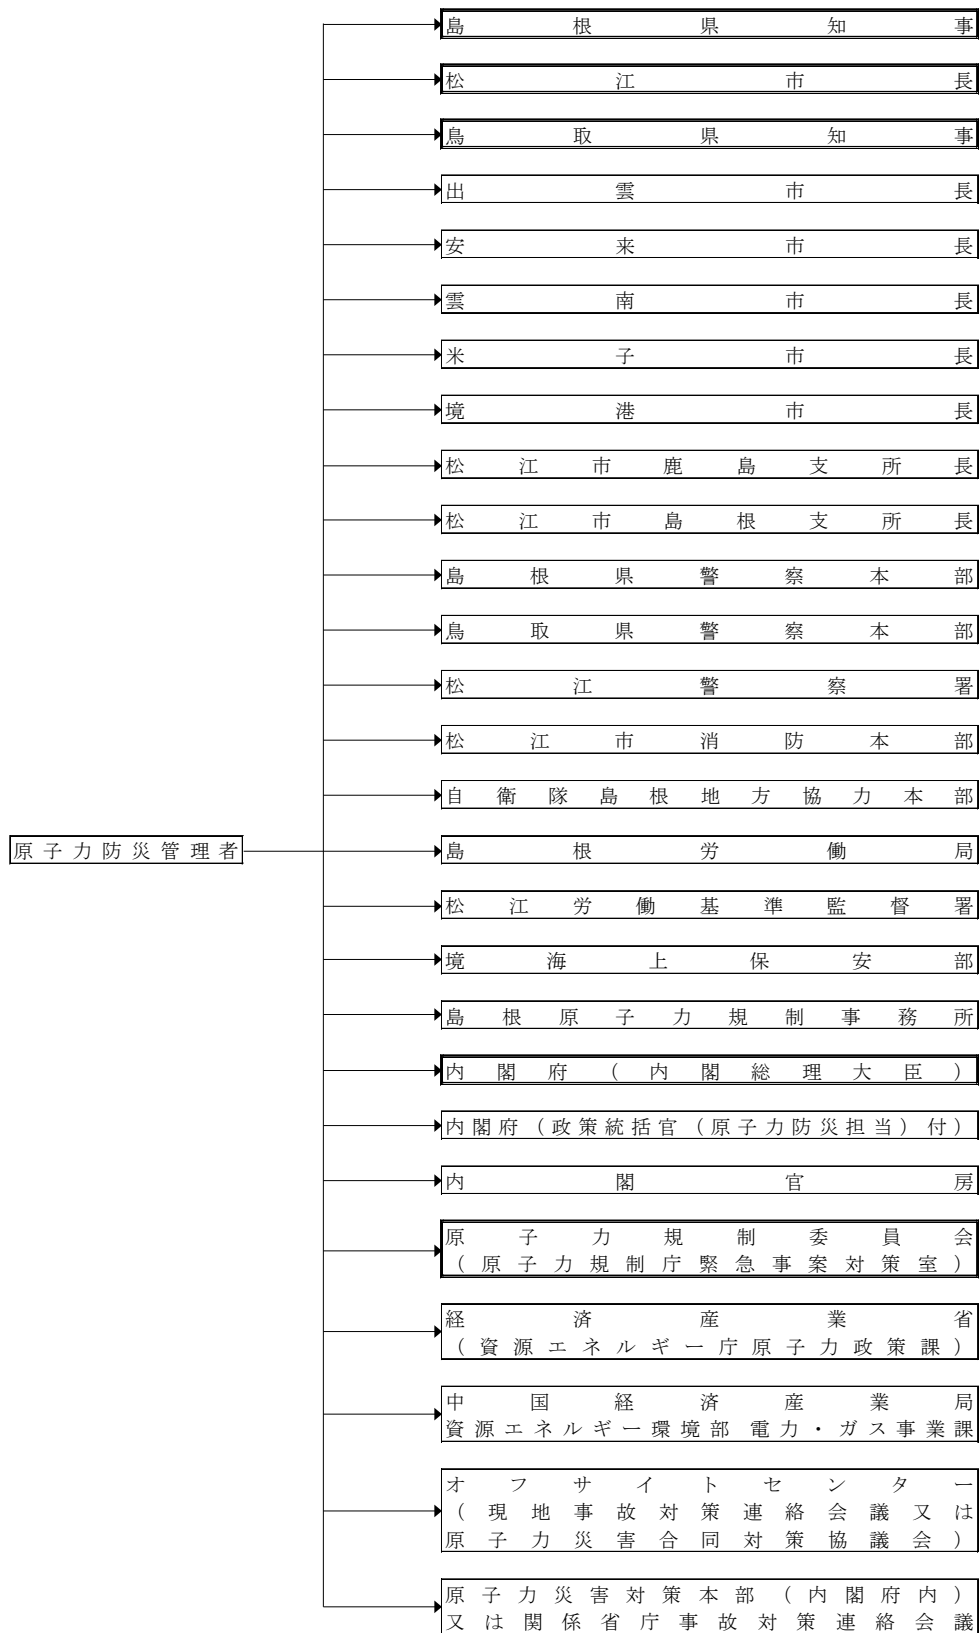 島根県知事
松江市長
鳥取県知事
出雲市長
安来市長
雲南市長
米子市長
境港市長
松江市鹿島支所長
松江市島根支所長
島根県警察本部
鳥取県警察本部
松江警察署
松江市消防本部
自衛隊島根地方協力本部
原子力防災管理者
島根労働局
松江労働基準監督署
境海上保安部
島根原子力規制事務所
内閣府（内閣総理大臣）
内閣府（政策統括官（原子力防災担当）付）
内閣官房
原子力規制委員会
（原子力規制庁緊急事案対策室）
経済産業省
（資源エネルギー庁原子力政策課）
中国経済産業局
資源エネルギー環境部 電力・ガス事業課
オフサイトセンター
（現地事故対策連絡会議又は
原子力災害合同対策協議会）
原子力災害対策本部（内閣府内）
又は関係省庁事故対策連絡会議